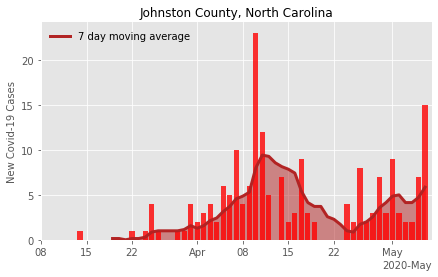 Johnston County, North Carolina
7 day moving average
New Covid-19 Cases
20
15
10
5
0
08 15 22 Apr 08 15 22 May
2020-May